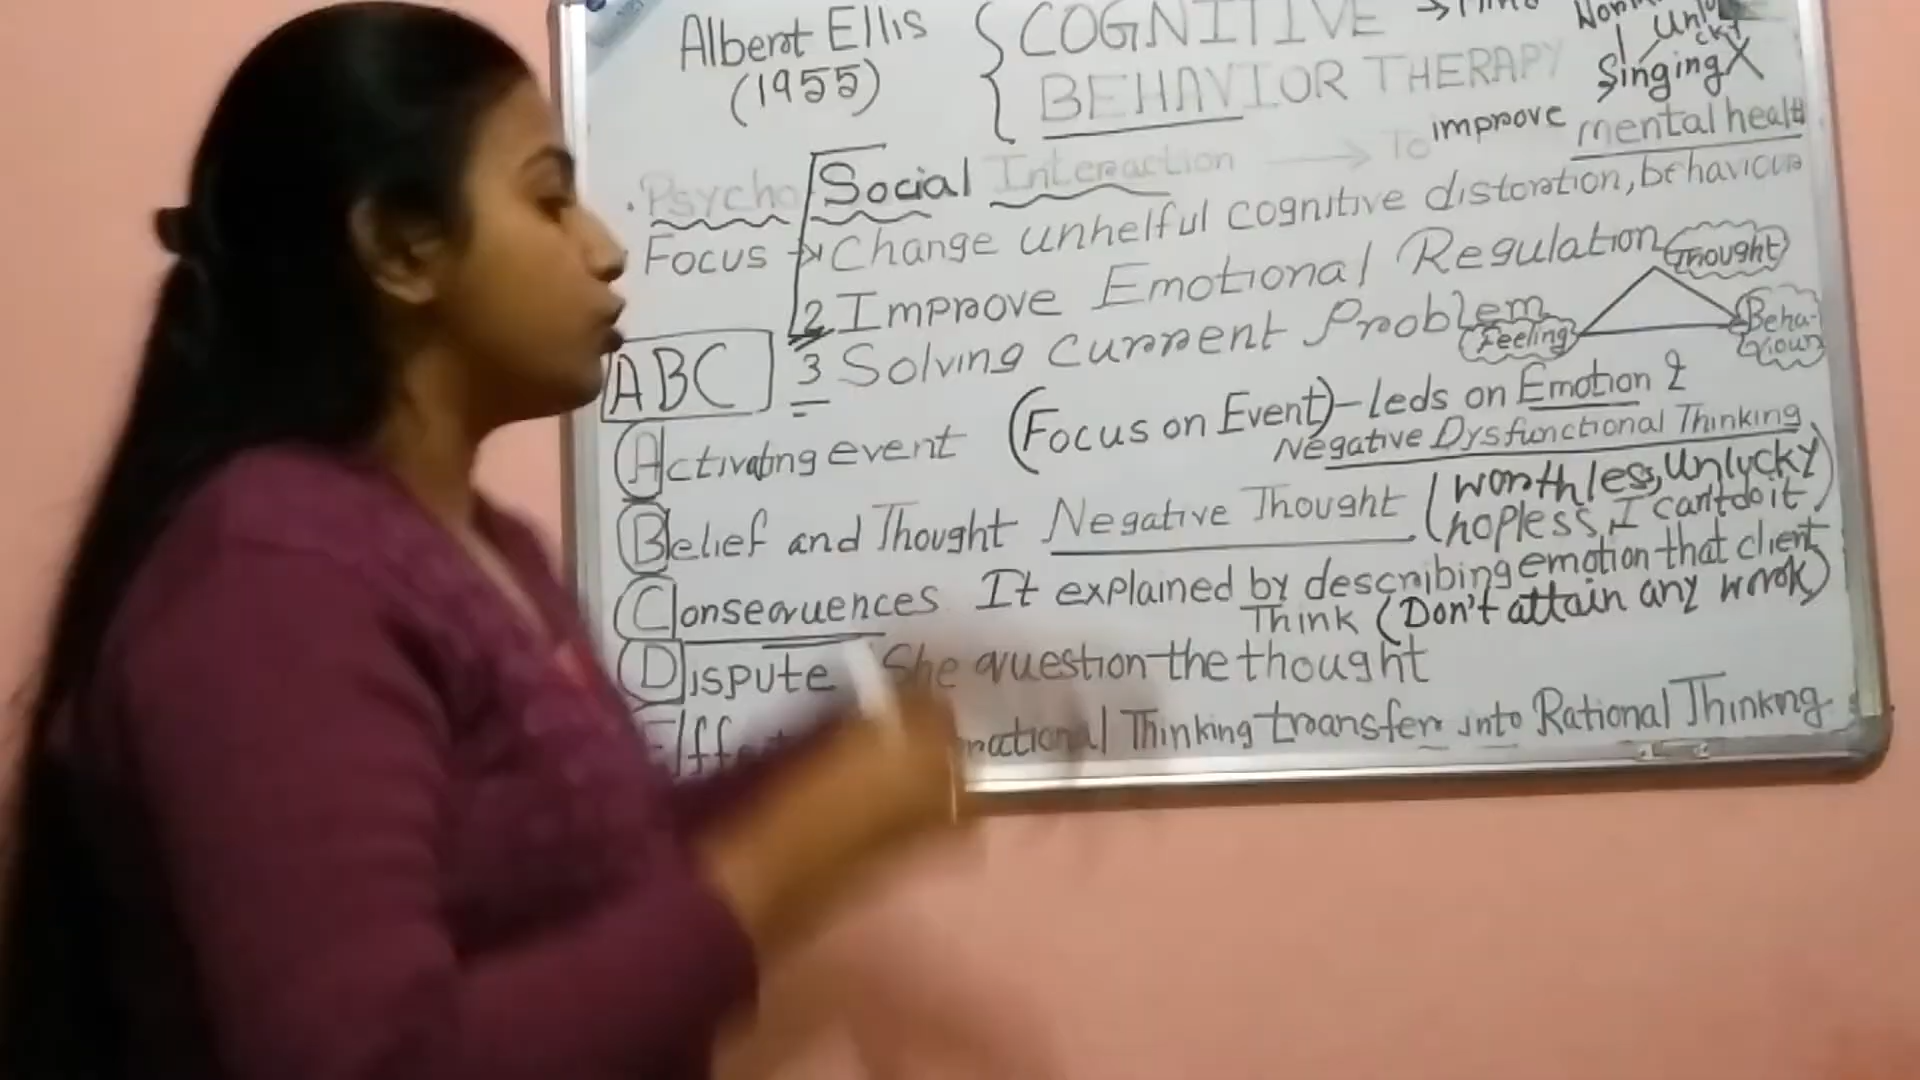 Albert Ellis
(1955)
COGNITIVE
BEHAVIOR THERAPY
Singing X
• Psycho Social Interaction → To improve mental health
Focus → Change unhelful cognitive distortion, behaviour
2 Improve Emotional Regulation
3 Solving current Problem
Thought
Feeling
Behaviour
ABC
Activating event (Focus on Event) - leds on Emotion &
Negative Dysfunctional Thinking
Belief and Thought Negative Thought (worthless, Unlucky
hopless, I can't do it)
Consequences It explained by describing emotion that client
Think (Don't attain any work)
Dispute She question the thought
Thinking transfer into Rational Thinking